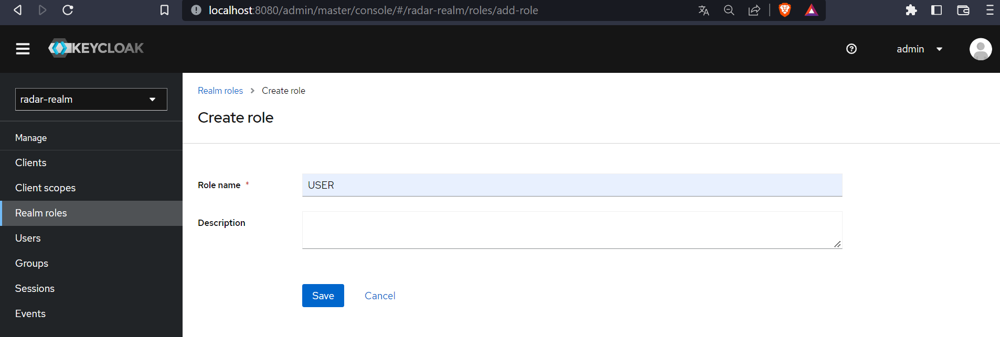 localhost:8080/admin/master/console/#/radar-realm/roles/add-role
KEYCLOAK
admin
radar-realm
Manage
Clients
Client scopes
Realm roles
Users
Groups
Sessions
Events
Realm roles > Create role
Create role
Role name *
USER
Description
Save
Cancel